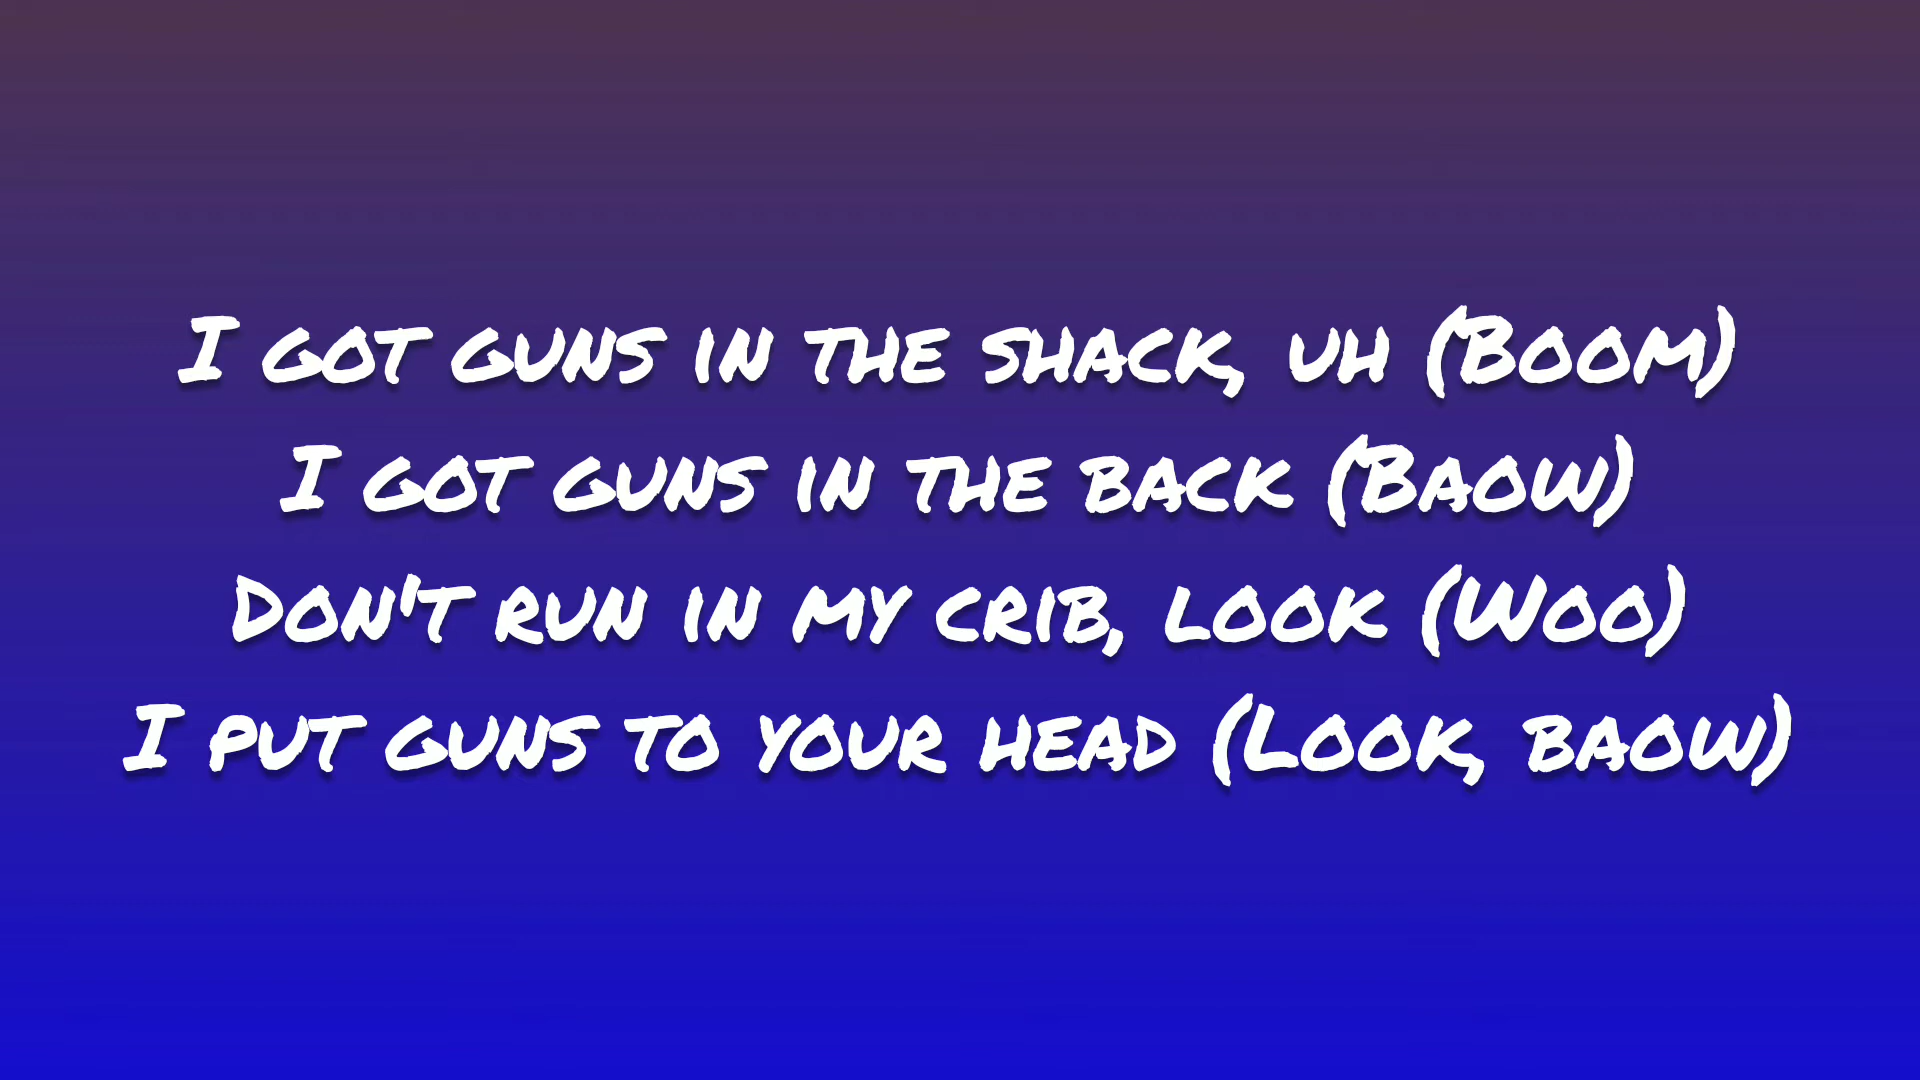 I got guns in the shack, uh (Boom)
I got guns in the back (Baow)
Don't run in my crib, look (Woo)
I put guns to your head (Look, baow)